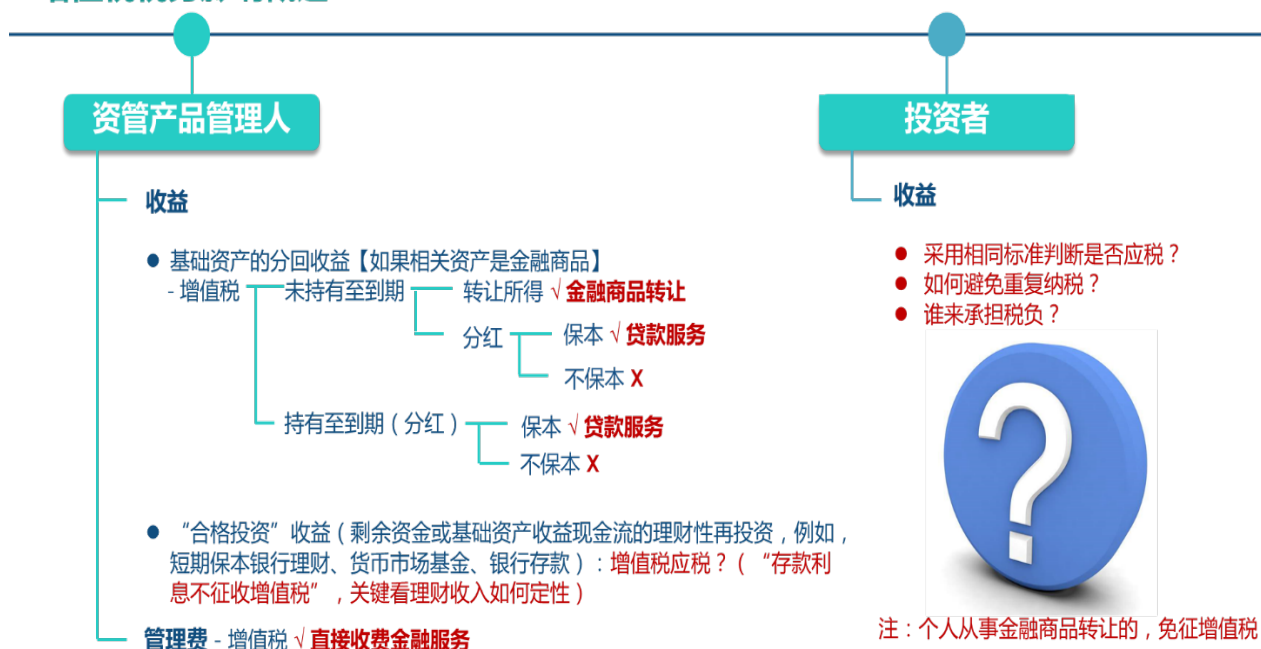 资管产品管理人
投资者
收益
● 基础资产的分回收益【如果相关资产是金融商品】
- 增值税 未持有至到期 转让所得 √ 金融商品转让
分红 保本 √ 贷款服务
不保本 X
持有至到期（分红） 保本 √ 贷款服务
不保本 X
● “合格投资”收益（剩余资金或基础资产收益现金流的理财性再投资，例如，
短期保本银行理财、货币市场基金、银行存款）：增值税应税？（“存款利
息不征收增值税”，关键看理财收入如何定性）
管理费 - 增值税 √ 直接收费金融服务
收益
● 采用相同标准判断是否应税？
● 如何避免重复纳税？
● 谁来承担税负？
?
注：个人从事金融商品转让的，免征增值税